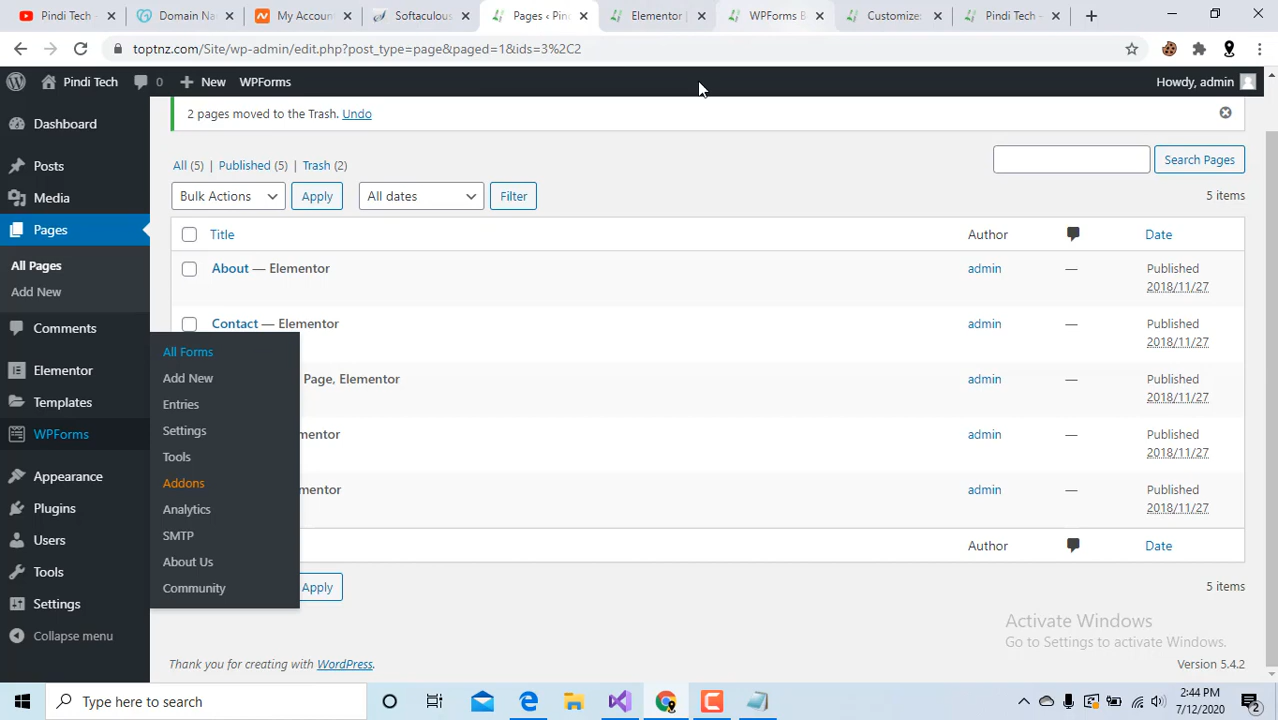 Pindi Tech
Domain Nam
My Accoun
Softaculous
Pages ‹ Pin
Elementor |
WPForms B
Customize:
Pindi Tech –
toptnz.com/Site/wp-admin/edit.php?post_type=page&paged=1&ids=3%2C2
Pindi Tech 0 New WPForms Howdy, admin
Dashboard
Posts
Media
Pages
All Pages
Add New
Comments
Elementor
Templates
WPForms
Appearance
Plugins
Users
Tools
Settings
Collapse menu
All Forms
Add New
Entries
Settings
Tools
Addons
Analytics
SMTP
About Us
Community
2 pages moved to the Trash. Undo
All (5) | Published (5) | Trash (2)
Search Pages
Bulk Actions Apply All dates Filter 5 items
Title Author Date
About — Elementor admin — Published
2018/11/27
Contact — Elementor admin — Published
2018/11/27
Page, Elementor admin — Published
2018/11/27
mentor admin — Published
2018/11/27
mentor admin — Published
2018/11/27
Author Date
Apply 5 items
Activate Windows
Go to Settings to activate Windows.
Thank you for creating with WordPress. Version 5.4.2
Type here to search
2:44 PM
7/12/2020
2